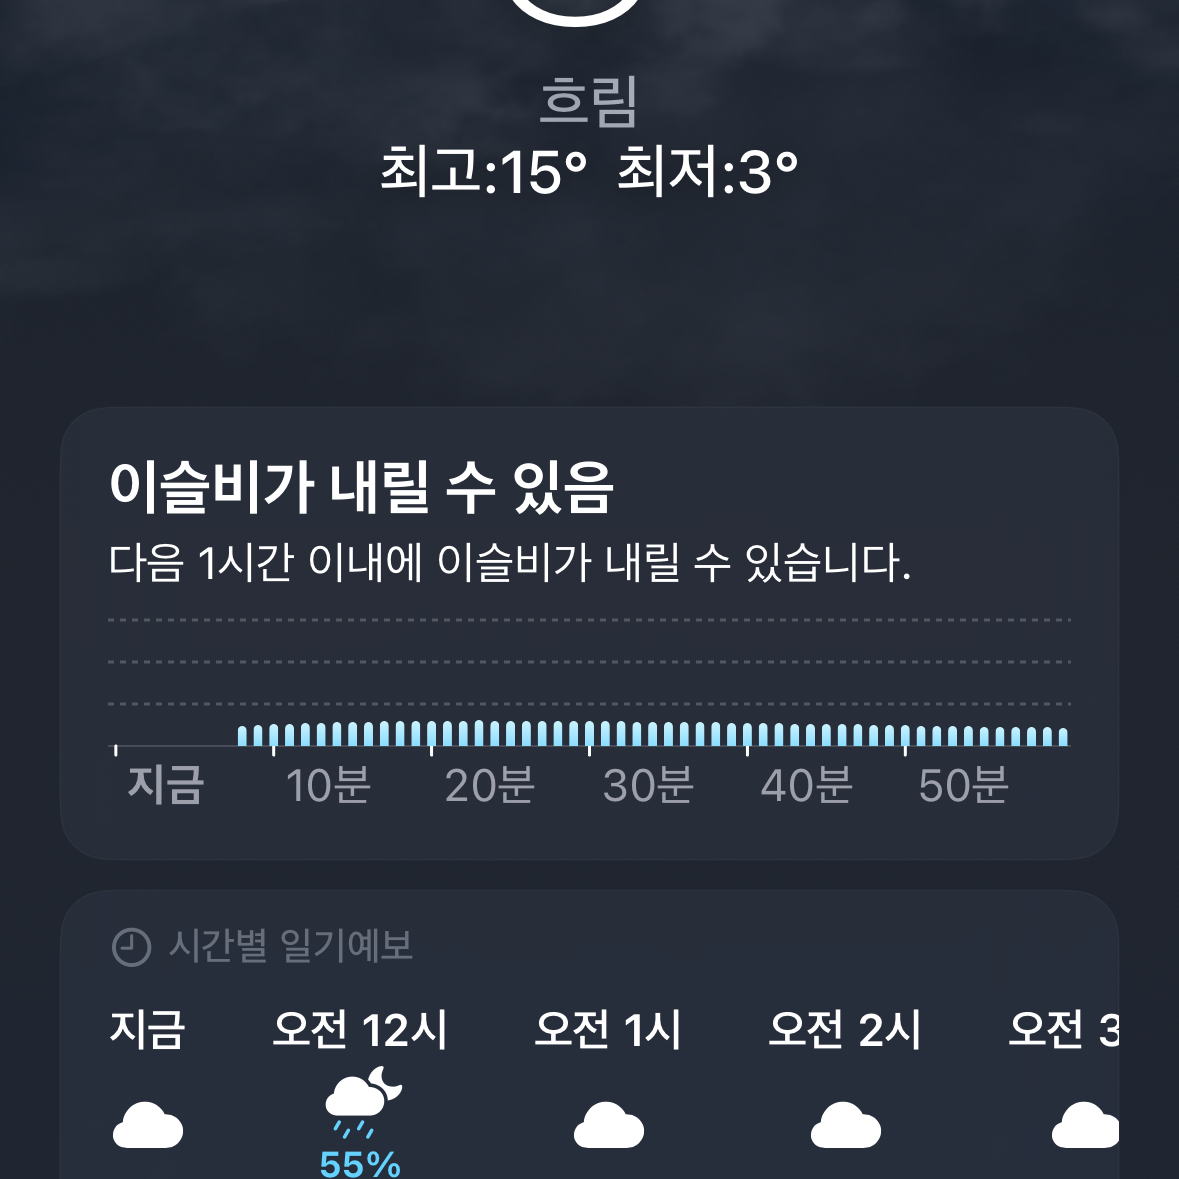 흐림
최고:15° 최저:3°
이슬비가 내릴 수 있음
다음 1시간 이내에 이슬비가 내릴 수 있습니다.
지금 10분 20분 30분 40분 50분
시간별 일기예보
지금 오전 12시 오전 1시 오전 2시 오전 3
55%